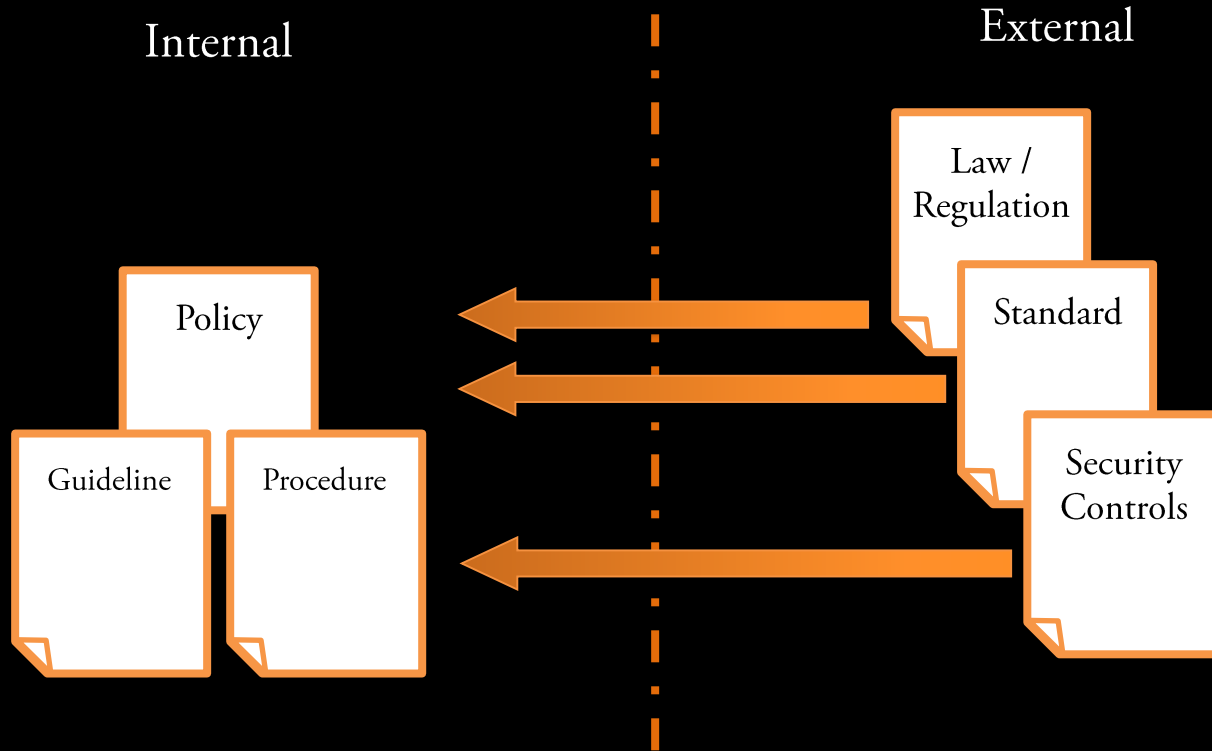 Internal
External
Law /
Regulation
Policy
Standard
Guideline
Procedure
Security
Controls